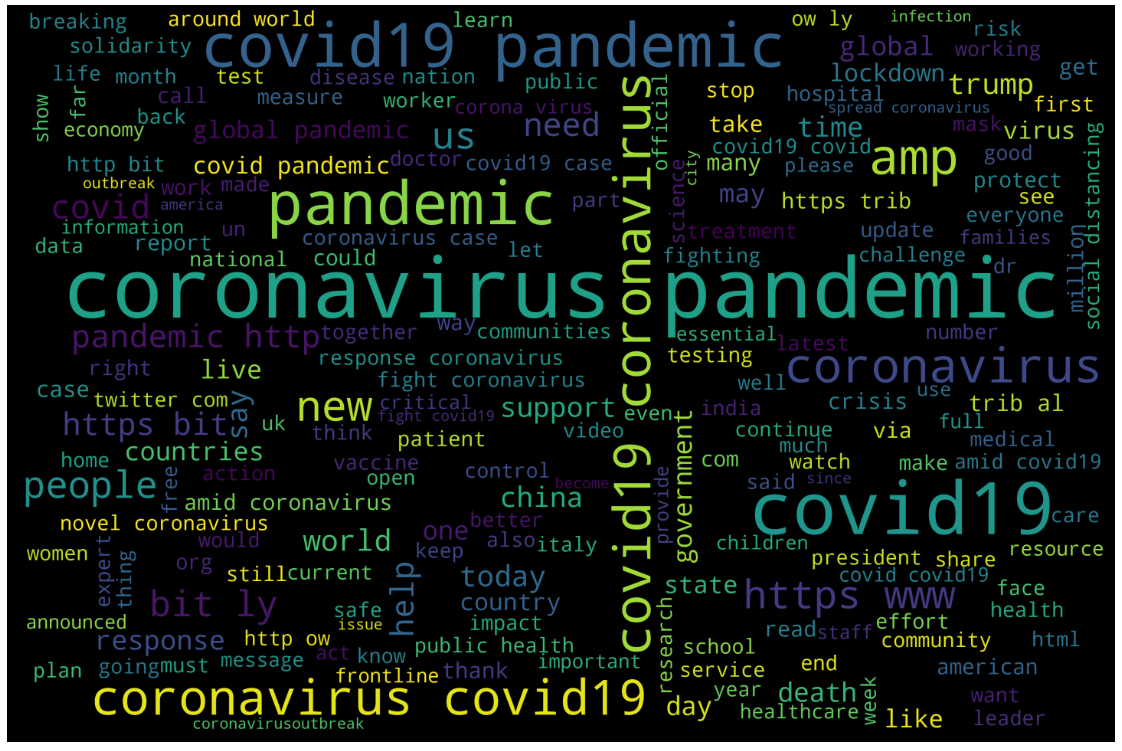 breaking
around world
learn
ow ly
infection
solidarity
covid19 pandemic
global
working
risk
life
month
test
disease
nation
public
lockdown
get
show
far
call
measure
worker
corona virus
official
stop
hospital
spread coronavirus
trump
first
economy
back
global pandemic
us
need
take
time
mask
virus
http bit
covid pandemic
doctor
covid19 case
science
city
many
covid19 covid
please
amp
good
outbreak
work
made
pandemic
part
may
https trib
protect
see
covid
america
everyone
social distancing
information
un
coronavirus case
let
treatment
update
families
data
report
national
could
fighting
challenge
dr
million
coronavirus pandemic
covid19 coronavirus
pandemic http
together
way
communities
essential
latest
number
right
live
response coronavirus
testing
coronavirus
case
twitter com
say
fight coronavirus
well
use
new
critical
fight covid19
support
event
india
crisis
trib al
https bit
uk
think
patient
video
continue
via
full
countries
government
much
medical
home
free
action
vaccine
open
control
become
com
watch
make
amid covid19
people
amid coronavirus
china
provide
said
since
covid19
care
novel coronavirus
would
world
one
better
also
italy
keep
children
president
share
resource
women
expert
thing
org
still
current
help
today
state
covid covid19
face
bit ly
safe
country
https www
health
announced
issue
impact
research
read
staff
effort
community
html
response
http ow
act
know
public health
school
plan
going
must
message
frontline
thank
important
service
end
american
coronavirus covid19
day
year
death
week
want
coronavirusoutbreak
healthcare
like
leader